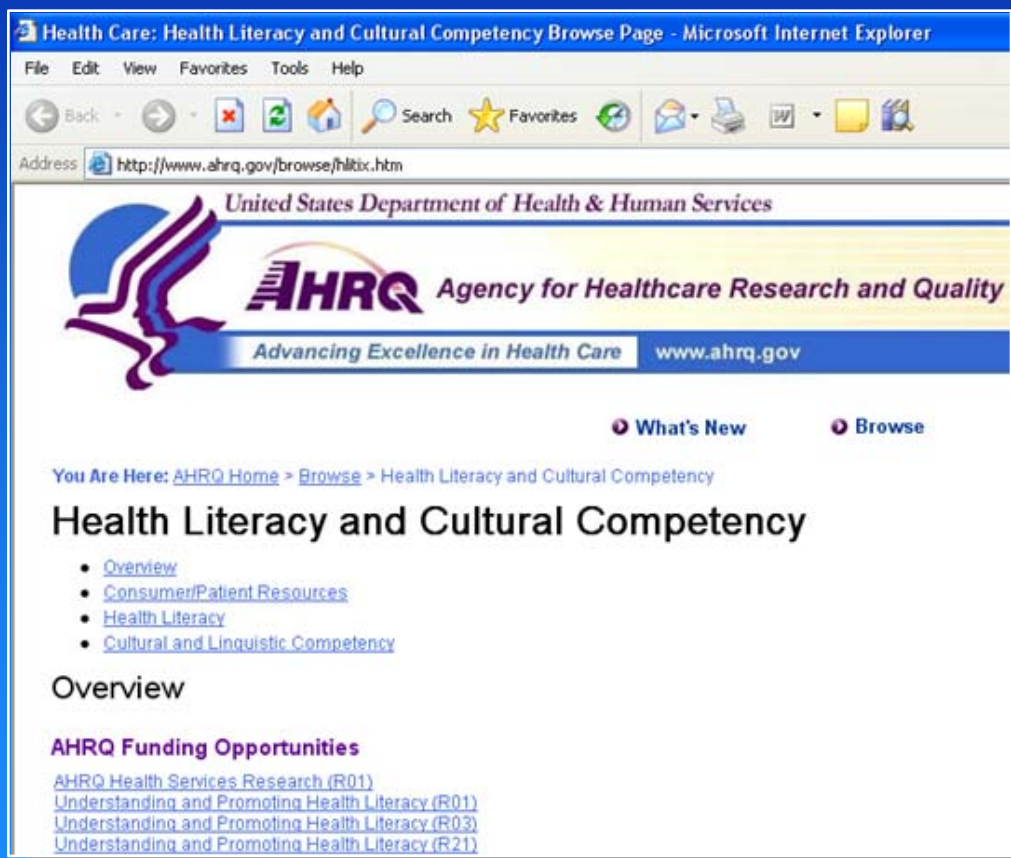 Health Care: Health Literacy and Cultural Competency Browse Page - Microsoft Internet Explorer
File Edit View Favorites Tools Help
Back Search Favorites W
Address http://www.ahrq.gov/browse/hlitix.htm
United States Department of Health & Human Services
AHRQ Agency for Healthcare Research and Quality
Advancing Excellence in Health Care www.ahrq.gov
What's New Browse
You Are Here: AHRQ Home > Browse > Health Literacy and Cultural Competency
Health Literacy and Cultural Competency
Overview
Consumer/Patient Resources
Health Literacy
Cultural and Linguistic Competency
Overview
AHRQ Funding Opportunities
AHRQ Health Services Research (R01)
Understanding and Promoting Health Literacy (R01)
Understanding and Promoting Health Literacy (R03)
Understanding and Promoting Health Literacy (R21)